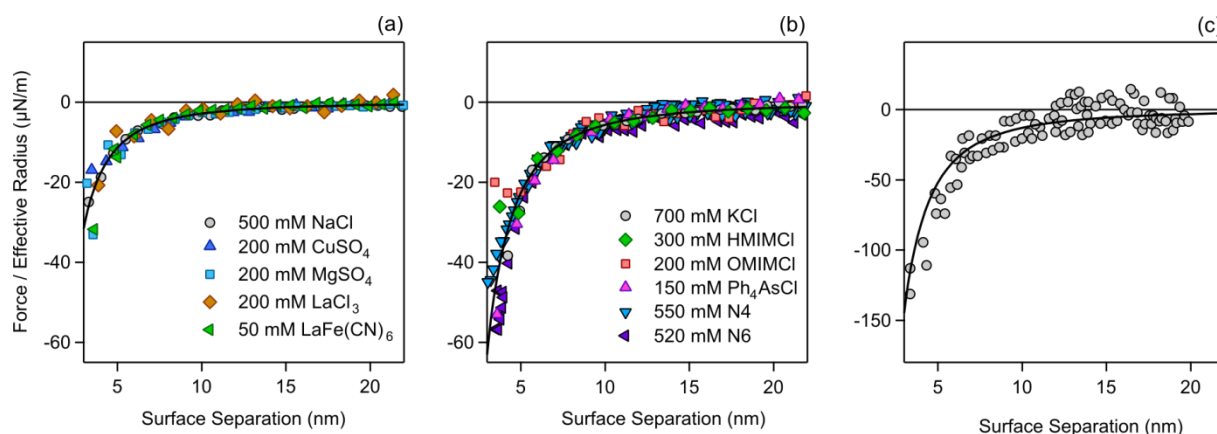 (a)
(b)
(c)
Force / Effective Radius (µN/m)
0
-20
-40
-60
500 mM NaCl
200 mM CuSO4
200 mM MgSO4
200 mM LaCl3
50 mM LaFe(CN)6
5
10
15
20
Surface Separation (nm)
0
-20
-40
-60
700 mM KCl
300 mM HMIMCl
200 mM OMIMCl
150 mM Ph4AsCl
550 mM N4
520 mM N6
5
10
15
20
Surface Separation (nm)
0
-50
-100
-150
5
10
15
20
Surface Separation (nm)